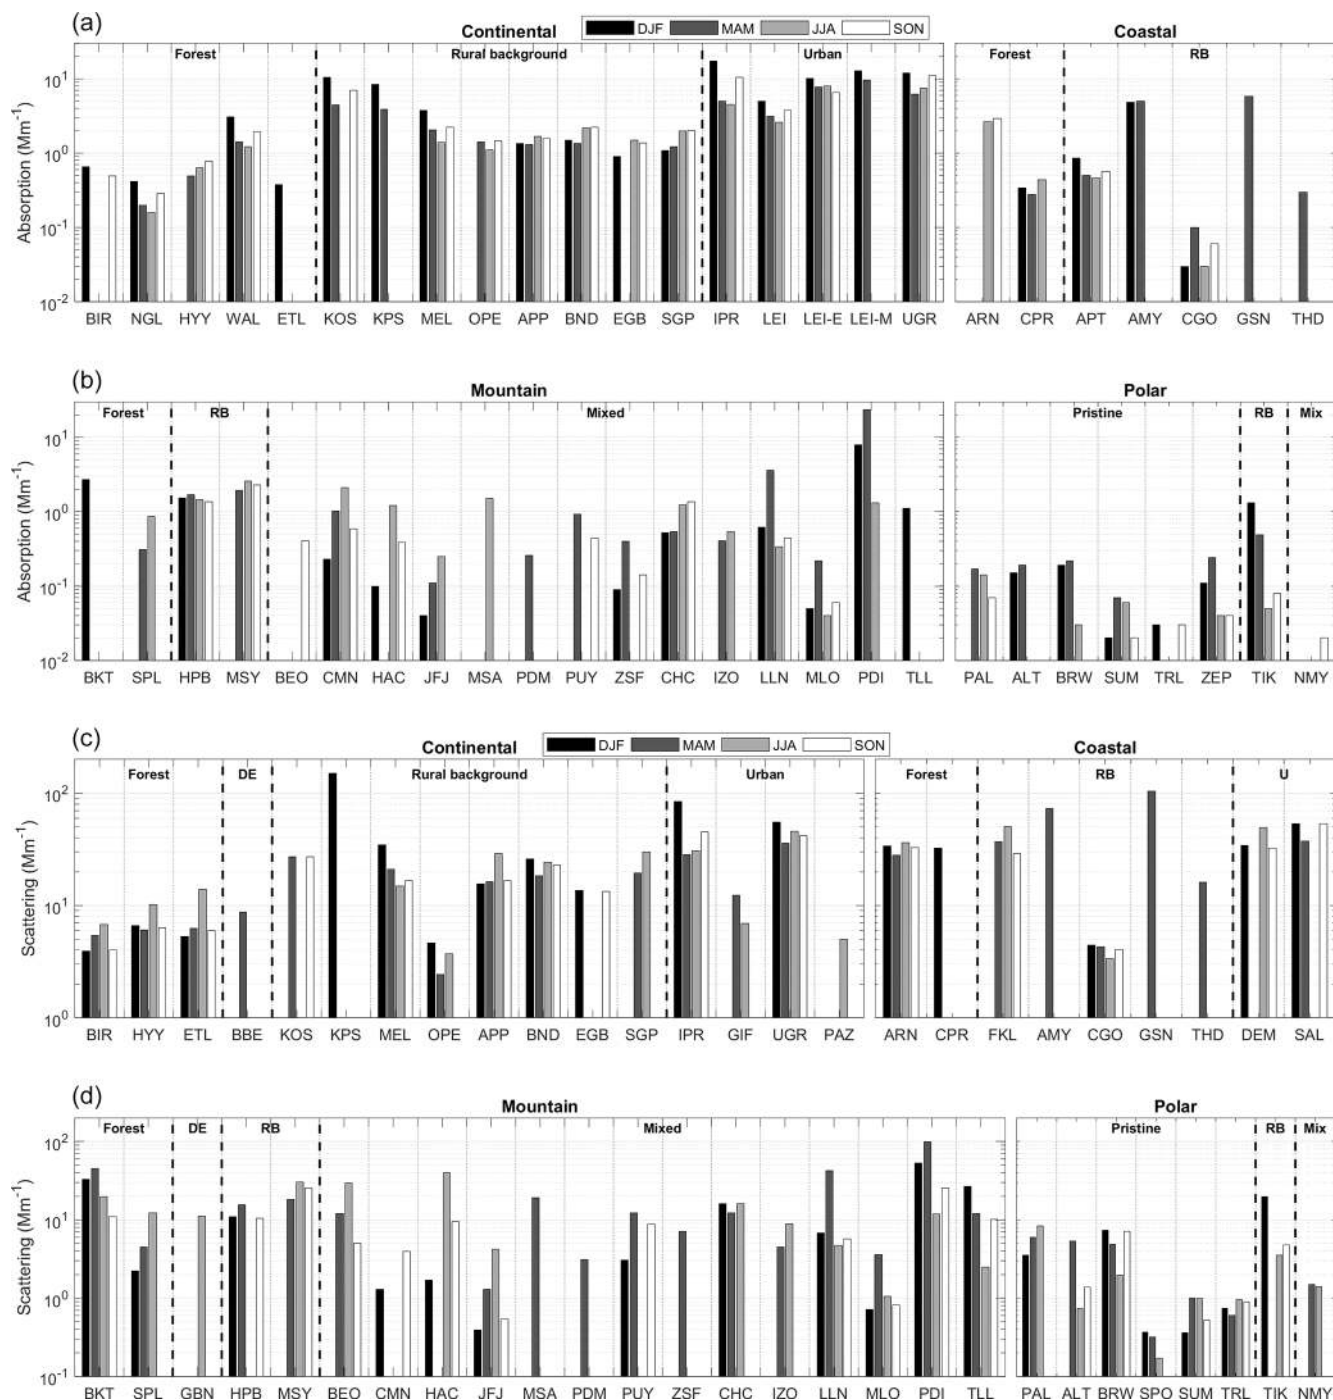 (a)
Continental
DJF MAM JJA SON
Coastal
Forest Rural background Urban Forest RB
Absorption (Mm⁻¹)
10¹
10⁰
10⁻¹
10⁻²
BIR NGL HYY WAL ETL KOS KPS MEL OPE APP BND EGB SGP IPR LEI LEI-E LEI-M UGR ARN CPR APT AMY CGO GSN THD
(b)
Mountain Polar
Forest RB Mixed Pristine RB Mix
Absorption (Mm⁻¹)
10¹
10⁰
10⁻¹
10⁻²
BKT SPL HPB MSY BEO CMN HAC JFJ MSA PDM PUY ZSF CHC IZO LLN MLO PDI TLL PAL ALT BRW SUM TRL ZEP TIK NMY
(c)
Continental
DJF MAM JJA SON
Coastal
Forest DE Rural background Urban Forest RB U
Scattering (Mm⁻¹)
10²
10¹
10⁰
BIR HYY ETL BBE KOS KPS MEL OPE APP BND EGB SGP IPR GIF UGR PAZ ARN CPR FKL AMY CGO GSN THD DEM SAL
(d)
Mountain Polar
Forest DE RB Mixed Pristine RB Mix
Scattering (Mm⁻¹)
10²
10¹
10⁰
10⁻¹
BKT SPL GBN HPB MSY BEO CMN HAC JFJ MSA PDM PUY ZSF CHC IZO LLN MLO PDI TLL PAL ALT BRW SPO SUM TRL TIK NMY